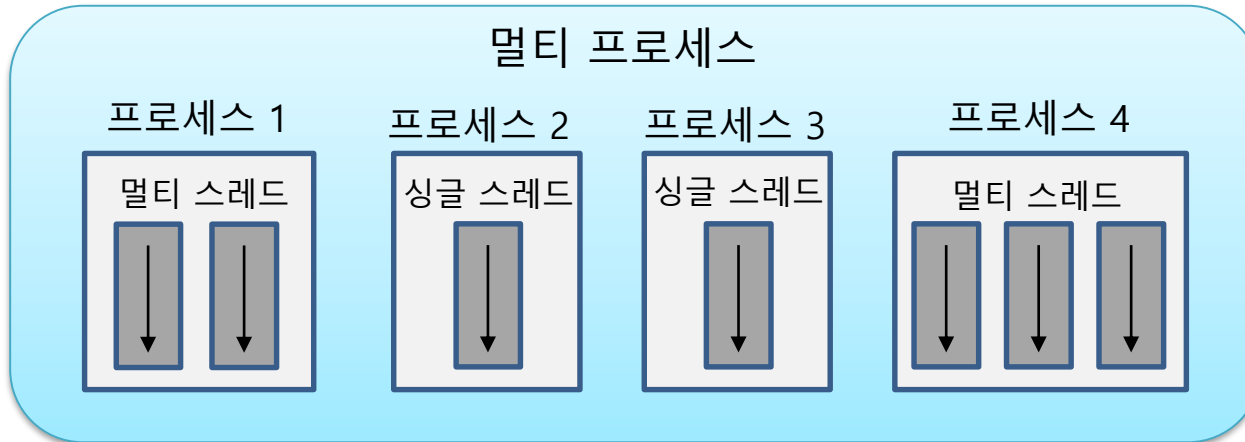 멀티 프로세스
프로세스 1
프로세스 2
프로세스 3
프로세스 4
멀티 스레드
싱글 스레드
싱글 스레드
멀티 스레드